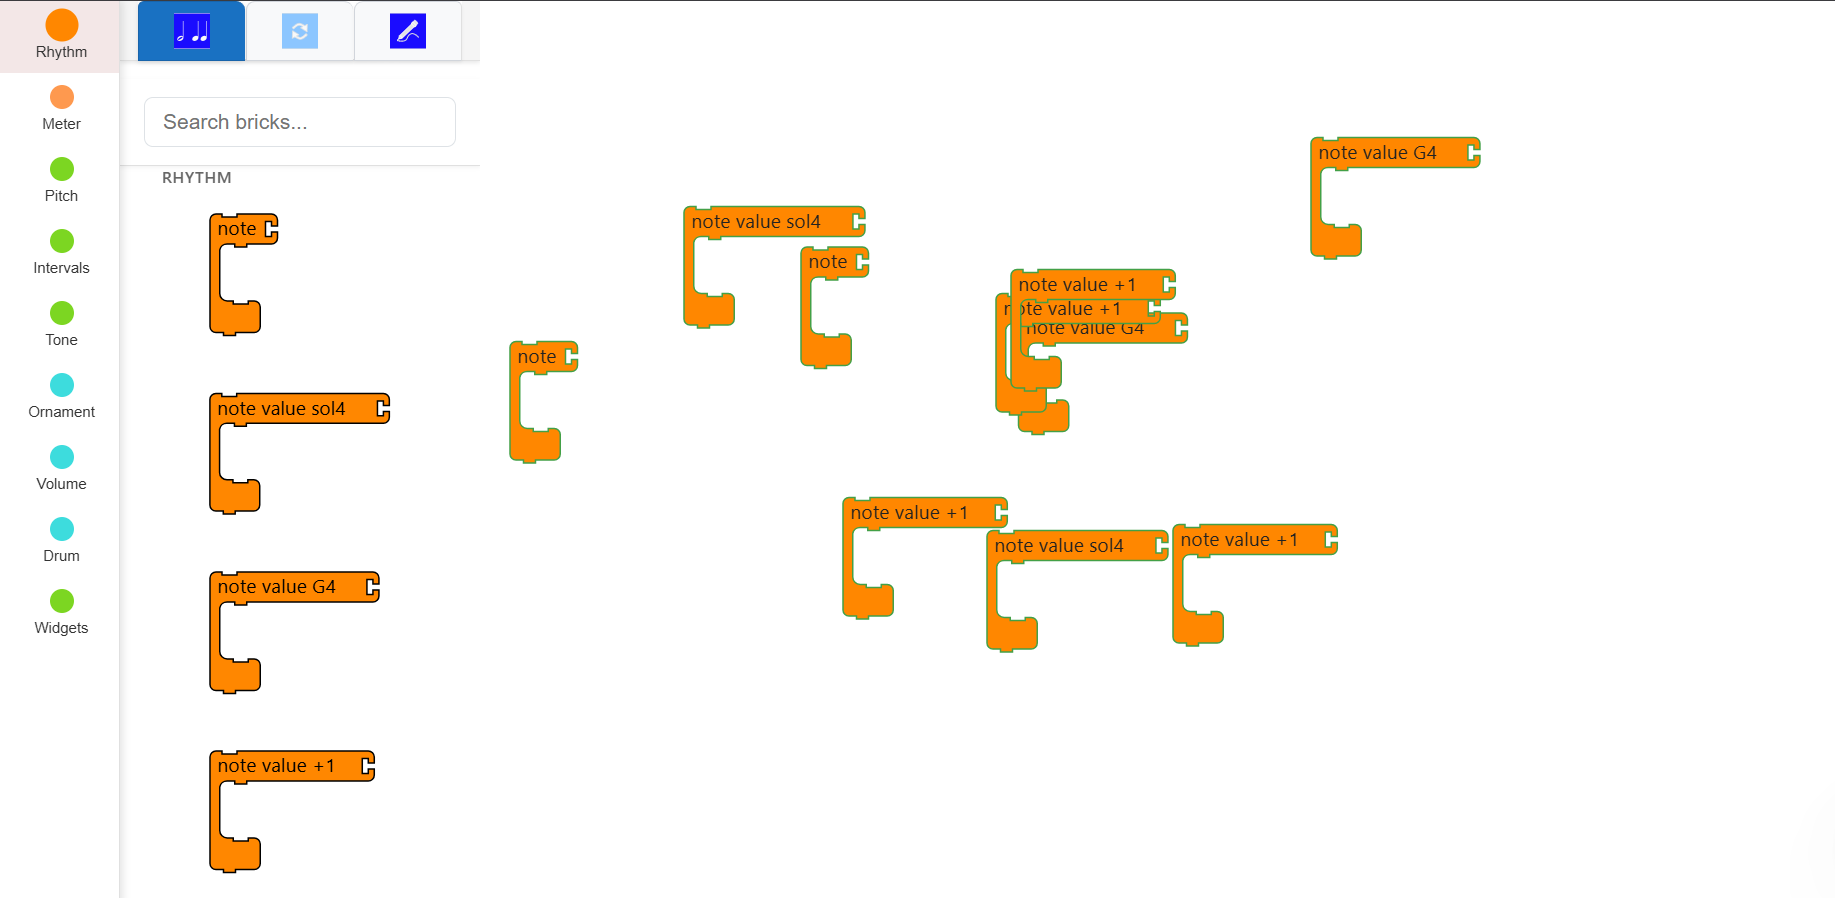 Rhythm
Meter
Pitch
Intervals
Tone
Ornament
Volume
Drum
Widgets
Search bricks...
RHYTHM
note
note value sol4
note value G4
note value +1
note value G4
note value sol4
note
note value +1
note value +1
note value G4
note
note value +1
note value sol4
note value +1